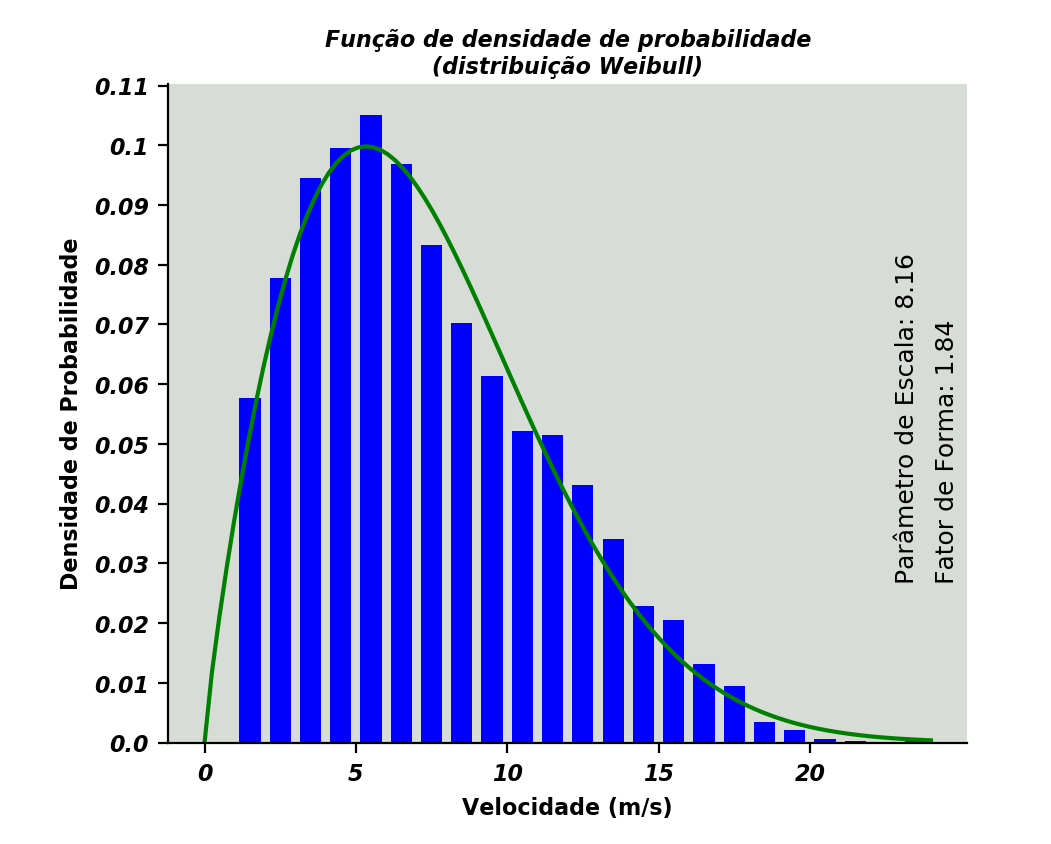 Função de densidade de probabilidade
(distribuição Weibull)
0.11
0.1
0.09
0.08
0.07
0.06
0.05
0.04
0.03
0.02
0.01
0.0
Densidade de Probabilidade
Parâmetro de Escala: 8.16
Fator de Forma: 1.84
0 5 10 15 20
Velocidade (m/s)